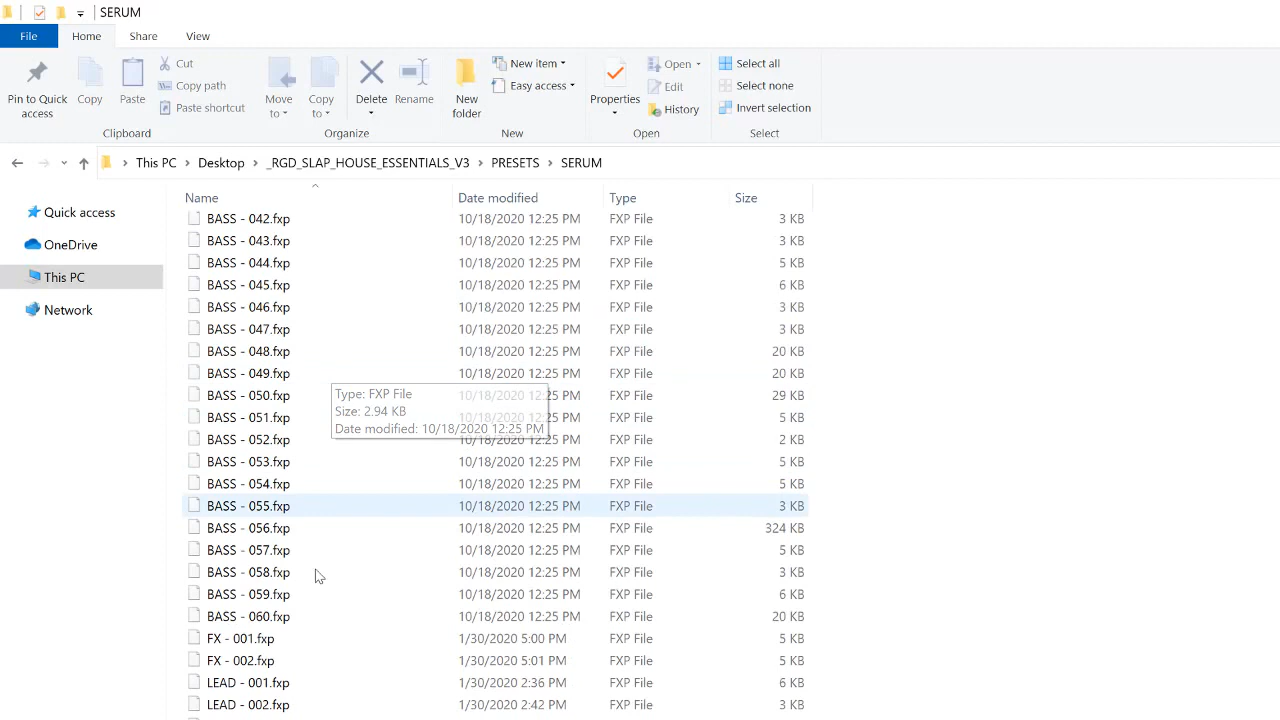 SERUM
File Home Share View
Pin to Quick access
Copy
Paste
Cut
Copy path
Paste shortcut
Clipboard
Move to
Copy to
Delete
Rename
Organize
New folder
New item
Easy access
New
Properties
Open
Edit
History
Open
Select all
Select none
Invert selection
Select
This PC > Desktop > _RGD_SLAP_HOUSE_ESSENTIALS_V3 > PRESETS > SERUM
Quick access
OneDrive
This PC
Network
Name Date modified Type Size
BASS - 042.fxp 10/18/2020 12:25 PM FXP File 3 KB
BASS - 043.fxp 10/18/2020 12:25 PM FXP File 3 KB
BASS - 044.fxp 10/18/2020 12:25 PM FXP File 5 KB
BASS - 045.fxp 10/18/2020 12:25 PM FXP File 6 KB
BASS - 046.fxp 10/18/2020 12:25 PM FXP File 3 KB
BASS - 047.fxp 10/18/2020 12:25 PM FXP File 3 KB
BASS - 048.fxp 10/18/2020 12:25 PM FXP File 20 KB
BASS - 049.fxp 10/18/2020 12:25 PM FXP File 20 KB
BASS - 050.fxp 10/18/2020 12:25 PM FXP File 29 KB
BASS - 051.fxp 10/18/2020 12:25 PM FXP File 5 KB
BASS - 052.fxp 10/18/2020 12:25 PM FXP File 2 KB
BASS - 053.fxp 10/18/2020 12:25 PM FXP File 5 KB
BASS - 054.fxp 10/18/2020 12:25 PM FXP File 5 KB
BASS - 055.fxp 10/18/2020 12:25 PM FXP File 3 KB
BASS - 056.fxp 10/18/2020 12:25 PM FXP File 324 KB
BASS - 057.fxp 10/18/2020 12:25 PM FXP File 5 KB
BASS - 058.fxp 10/18/2020 12:25 PM FXP File 3 KB
BASS - 059.fxp 10/18/2020 12:25 PM FXP File 6 KB
BASS - 060.fxp 10/18/2020 12:25 PM FXP File 20 KB
FX - 001.fxp 1/30/2020 5:00 PM FXP File 5 KB
FX - 002.fxp 1/30/2020 5:01 PM FXP File 5 KB
LEAD - 001.fxp 1/30/2020 2:36 PM FXP File 6 KB
LEAD - 002.fxp 1/30/2020 2:42 PM FXP File 3 KB
Type: FXP File
Size: 2.94 KB
Date modified: 10/18/2020 12:25 PM